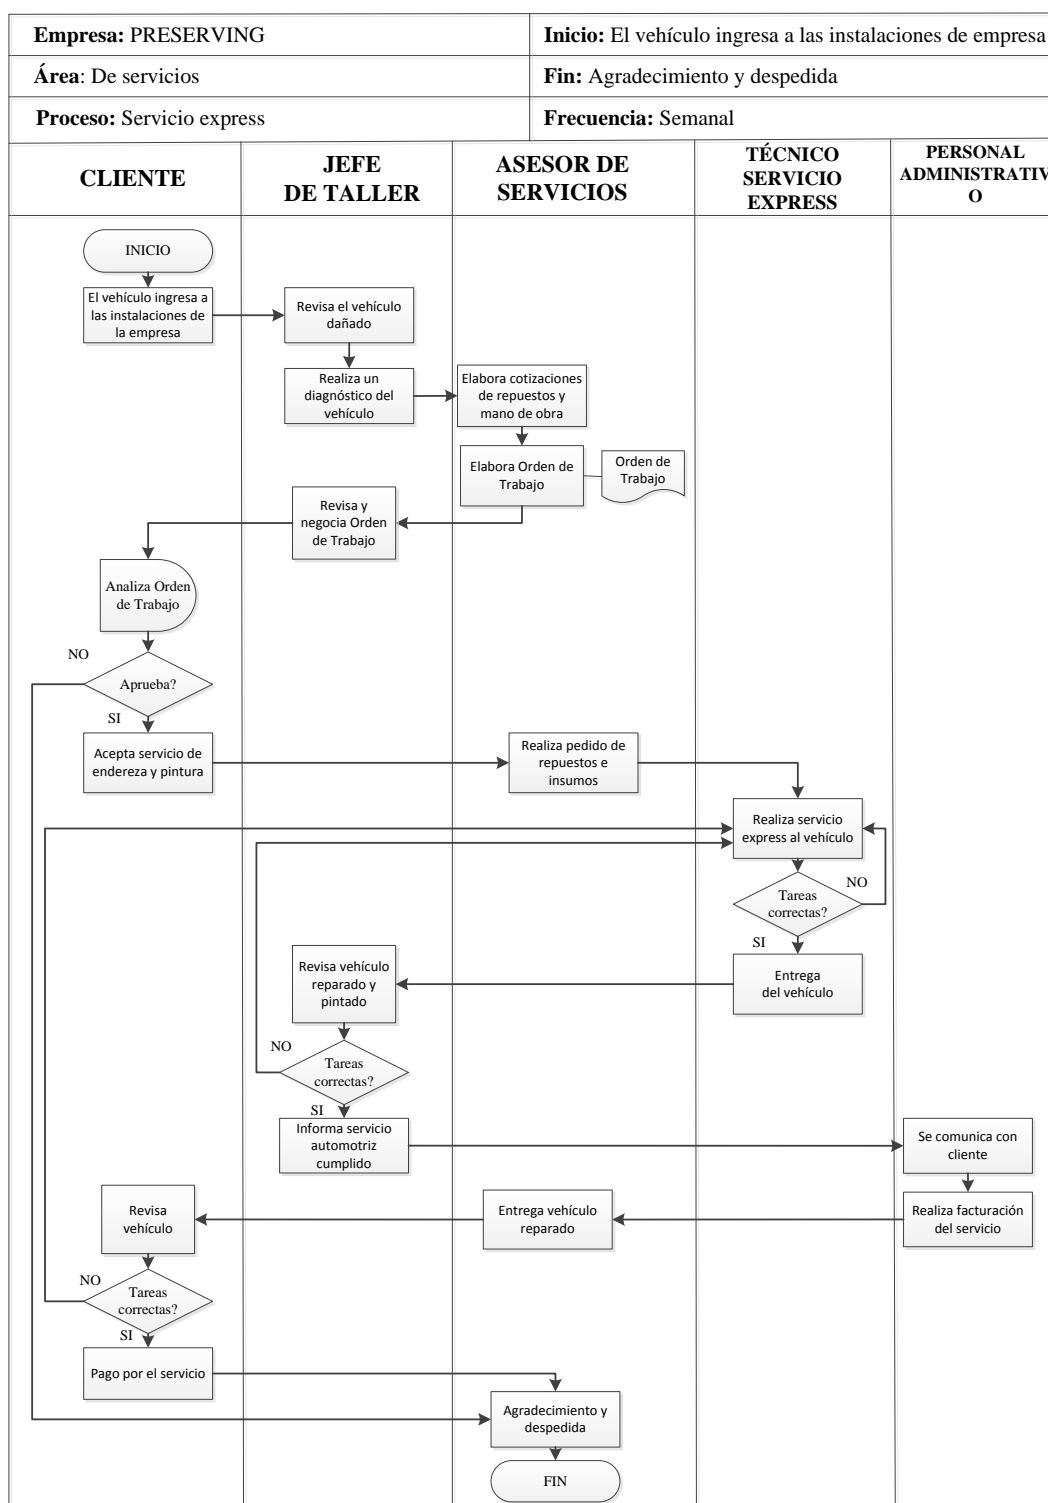 Empresa: PRESERVING
Inicio: El vehículo ingresa a las instalaciones de empresa
Área: De servicios
Fin: Agradecimiento y despedida
Proceso: Servicio express
Frecuencia: Semanal
CLIENTE
JEFE
DE TALLER
ASESOR DE
SERVICIOS
TÉCNICO
SERVICIO
EXPRESS
PERSONAL
ADMINISTRATIV
O
INICIO
El vehículo ingresa a
las instalaciones de
la empresa
Revisa el vehículo
dañado
Realiza un
diagnóstico del
vehículo
Elabora cotizaciones
de repuestos y
mano de obra
Elabora Orden de
Trabajo
Orden de
Trabajo
Revisa y
negocia Orden
de Trabajo
Analiza Orden
de Trabajo
NO
Aprueba?
SI
Acepta servicio de
endereza y pintura
Realiza pedido de
repuestos e
insumos
Realiza servicio
express al vehículo
NO
Tareas
correctas?
SI
Entrega
del vehículo
Revisa vehículo
reparado y
pintado
NO
Tareas
correctas?
SI
Informa servicio
automotriz
cumplido
Se comunica con
cliente
Realiza facturación
del servicio
Entrega vehículo
reparado
Revisa
vehículo
NO
Tareas
correctas?
SI
Pago por el servicio
Agradecimiento y
despedida
FIN